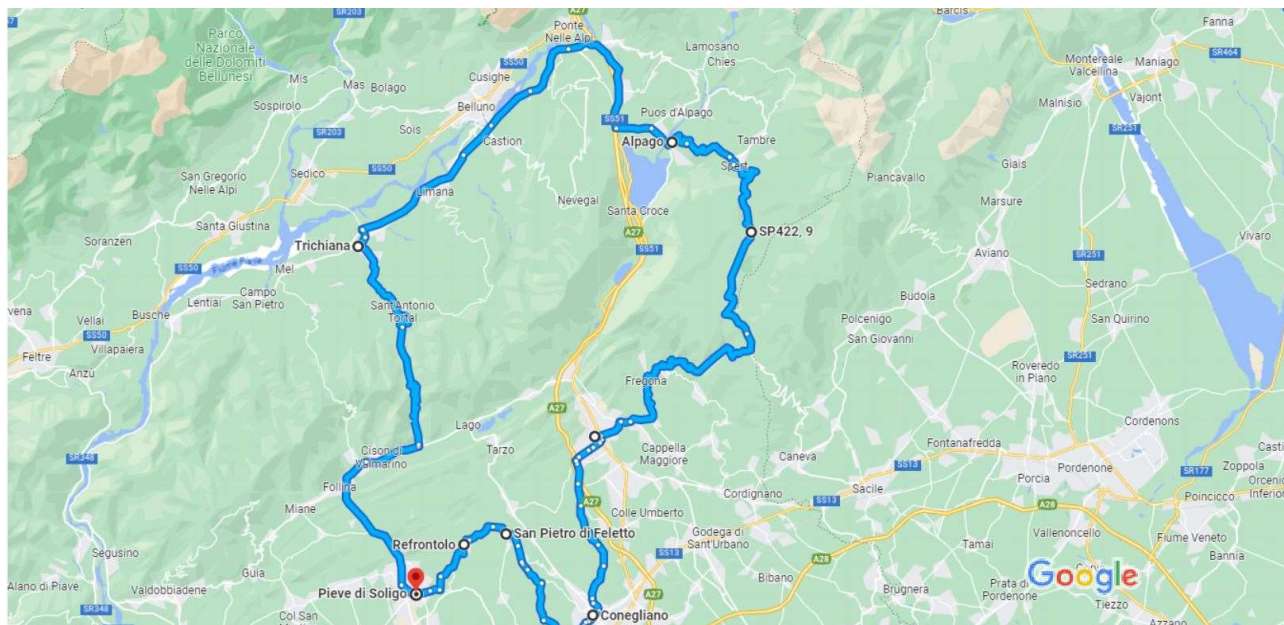 SR203
Parco
Nazionale
delle Dolomiti
Bellunesi
SR203
Ponte
Nelle Alpi
A27
Barcis
Fanna
SR464
Lamosano
Chies
Montereale
Valcellina
Maniago
Mis
Mas
Bolago
SS50
Cusighe
Sospirolo
Belluno
Malnisio
Vajont
Puos d'Alpago
Sois
SR203
Castion
SS51
Alpago
Tambre
SR251
Spert
Giais
San Gregorio
Nelle Alpi
SS50
Sedico
Limana
Piancavallo
Nevegal
Santa Croce
Marsure
Santa Giustina
A27
SP422, 9
Vivaro
Soranzen
Trichiana
SS51
SS50
Fiume Piave
Mel
Aviano
SR251
Lentiai
Campo
San Pietro
Sant'Antonio
Tortal
Budoia
Sedrano
Busche
Vellai
SS50
Villapaiera
Polcenigo
San Giovanni
San Quirino
Feltre
SR251
Anzù
Fregona
Roveredo
in Piano
A27
Cordenons
Lago
Cison di
Valmarino
Tarzo
Cappella
Maggiore
Caneva
Fontanafredda
SR348
Follina
SS13
Pordenone
Porcia
SR177
Zoppola
Cordignano
Sacile
Orcenico
Inferiore
Miane
A27
SS13
A28
Poincicco
Colle Umberto
Vallenoncello
Fiume Veneto
San Pietro di Feletto
Godega di
Sant'Urbano
Refrontolo
SS13
A28
Tamai
Bannia
Segusino
Guia
Bibano
Google
Alano di Piave
Valdobbiadene
Pieve di Soligo
Brugnera
Prata di
Pordenone
SR348
Col San
Conegliano
Tiezzo
Azzano